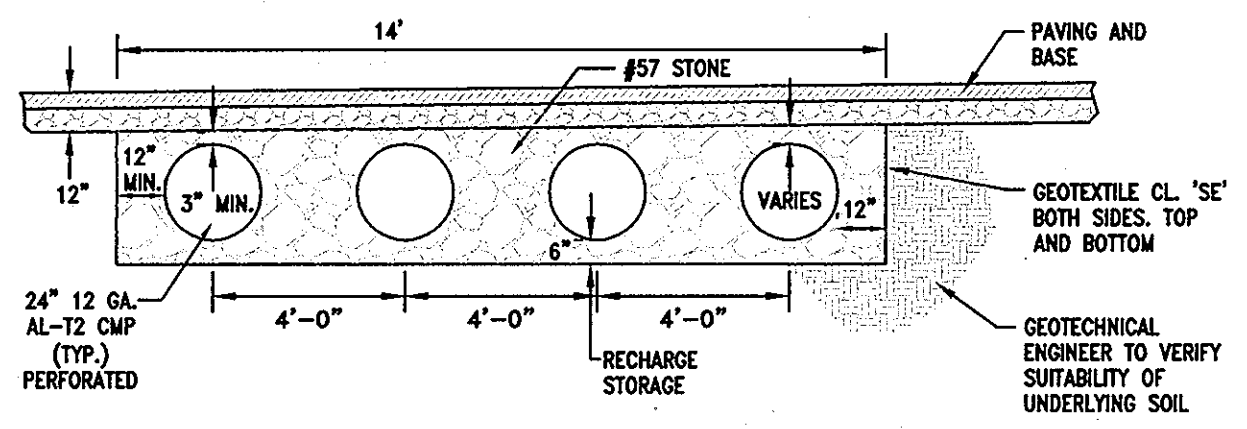 14'
PAVING AND
BASE
#57 STONE
12"
MIN.
12"
3" MIN.
VARIES
12"
6"
GEOTEXTILE CL. 'SE'
BOTH SIDES. TOP
AND BOTTOM
24" 12 GA.
AL-T2 CMP
(TYP.)
PERFORATED
4'-0"
4'-0"
4'-0"
RECHARGE
STORAGE
GEOTECHNICAL
ENGINEER TO VERIFY
SUITABILITY OF
UNDERLYING SOIL